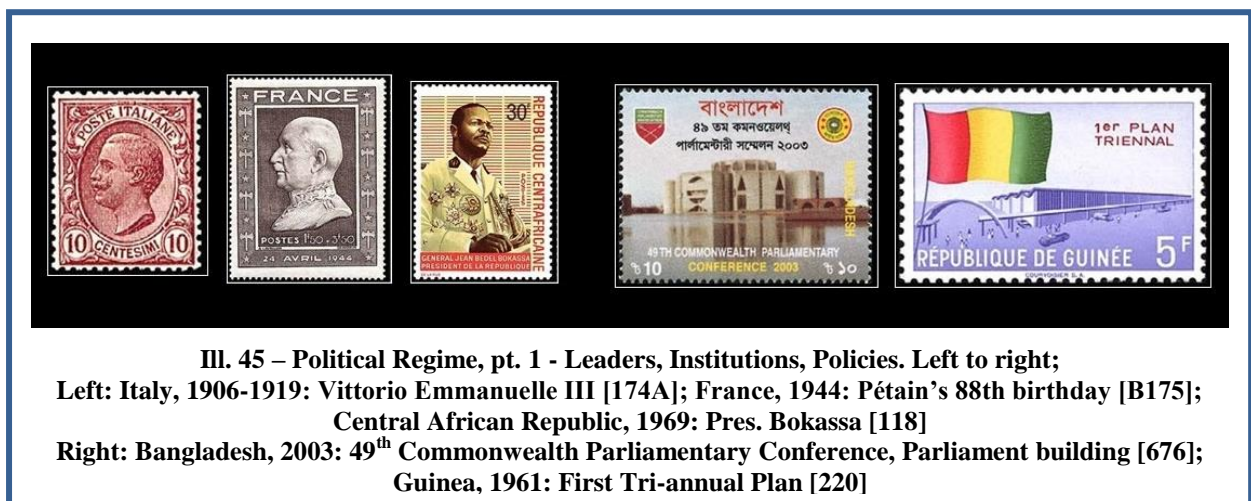 POSTE ITALIANE
10 CENTESIMI 10
FRANCE
POSTES 1F50+3F50
24 AVRIL 1944
30F
REPUBLIQUE CENTRAFRICAINE
GENERAL JEAN BEDEL BOKASSA
PRESIDENT DE LA REPUBLIQUE
বাংলাদেশ
৪৯ তম কমনওয়েলথ্
পার্লামেন্টারী সম্মেলন ২০০৩
BANGLADESH
49TH COMMONWEALTH PARLIAMENTARY
CONFERENCE 2003
৳10
৳১০
1er PLAN
TRIENNAL
RÉPUBLIQUE DE GUINÉE 5F
COURVOISIER S.A.
Ill. 45 – Political Regime, pt. 1 - Leaders, Institutions, Policies. Left to right;
Left: Italy, 1906-1919: Vittorio Emmanuelle III [174A]; France, 1944: Pétain’s 88th birthday [B175];
Central African Republic, 1969: Pres. Bokassa [118]
Right: Bangladesh, 2003: 49th Commonwealth Parliamentary Conference, Parliament building [676];
Guinea, 1961: First Tri-annual Plan [220]